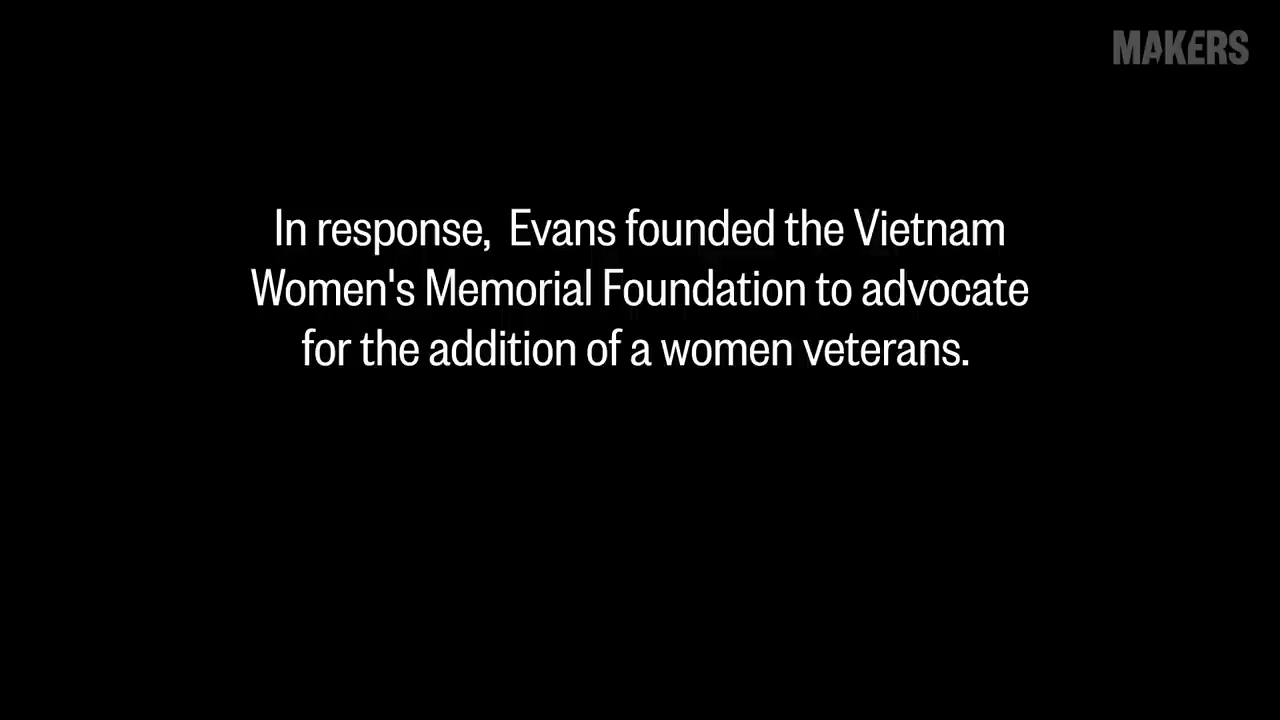 MAKERS
In response,  Evans founded the Vietnam
Women's Memorial Foundation to advocate
for the addition of a women veterans.